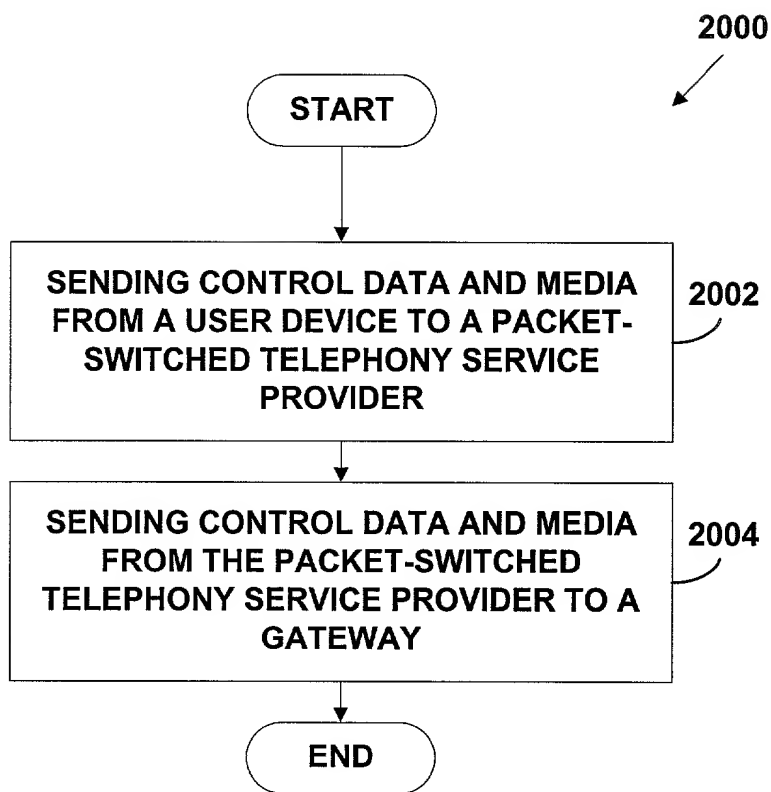 2000
START
SENDING CONTROL DATA AND MEDIA
FROM A USER DEVICE TO A PACKET-
SWITCHED TELEPHONY SERVICE
PROVIDER
2002
SENDING CONTROL DATA AND MEDIA
FROM THE PACKET-SWITCHED
TELEPHONY SERVICE PROVIDER TO A
GATEWAY
2004
END